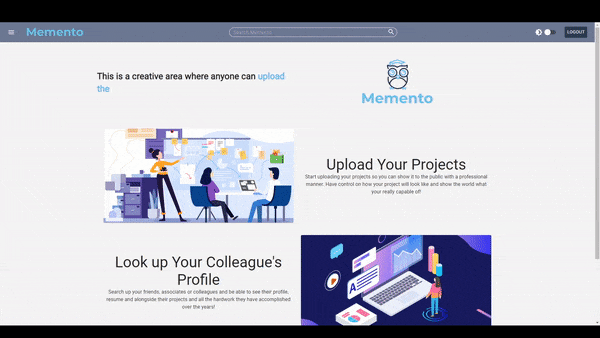 Memento
Search Memento
LOGOUT
This is a creative area where anyone can upload
the
Memento
Upload Your Projects
Start uploading your projects so you can show it to the public with a professional
manner. Have control on how your project will look like and show the world what
your really capable of!
Look up Your Colleague's
Profile
Search up your friends, associates or colleagues and be able to see their profile,
resume and alongside their projects and all the hardwork they have accomplished
over the years!
A